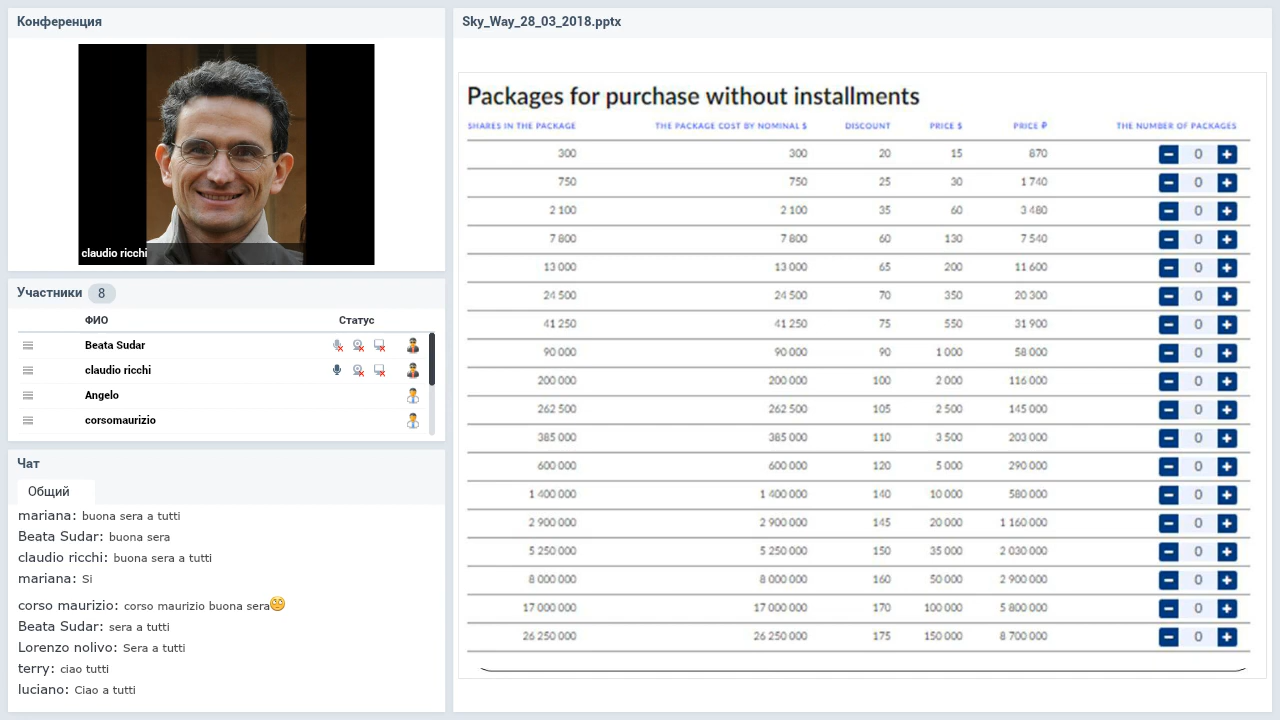 Конференция
claudio ricchi
Участники 8
ФИО Статус
Beata Sudar
claudio ricchi
Angelo
corsomaurizio
Чат
Общий
mariana: buona sera a tutti
Beata Sudar: buona sera
claudio ricchi: buona sera a tutti
mariana: Si
corso maurizio: corso maurizio buona sera
Beata Sudar: sera a tutti
Lorenzo nolivo: Sera a tutti
terry: ciao tutti
luciano: Ciao a tutti
Sky_Way_28_03_2018.pptx
Packages for purchase without installments
SHARES IN THE PACKAGE THE PACKAGE COST BY NOMINAL $ DISCOUNT PRICE $ PRICE ₽ THE NUMBER OF PACKAGES
300 300 20 15 870 − 0 +
750 750 25 30 1 740 − 0 +
2 100 2 100 35 60 3 480 − 0 +
7 800 7 800 60 130 7 540 − 0 +
13 000 13 000 65 200 11 600 − 0 +
24 500 24 500 70 350 20 300 − 0 +
41 250 41 250 75 550 31 900 − 0 +
90 000 90 000 90 1 000 58 000 − 0 +
200 000 200 000 100 2 000 116 000 − 0 +
262 500 262 500 105 2 500 145 000 − 0 +
385 000 385 000 110 3 500 203 000 − 0 +
600 000 600 000 120 5 000 290 000 − 0 +
1 400 000 1 400 000 140 10 000 580 000 − 0 +
2 900 000 2 900 000 145 20 000 1 160 000 − 0 +
5 250 000 5 250 000 150 35 000 2 030 000 − 0 +
8 000 000 8 000 000 160 50 000 2 900 000 − 0 +
17 000 000 17 000 000 170 100 000 5 800 000 − 0 +
26 250 000 26 250 000 175 150 000 8 700 000 − 0 +